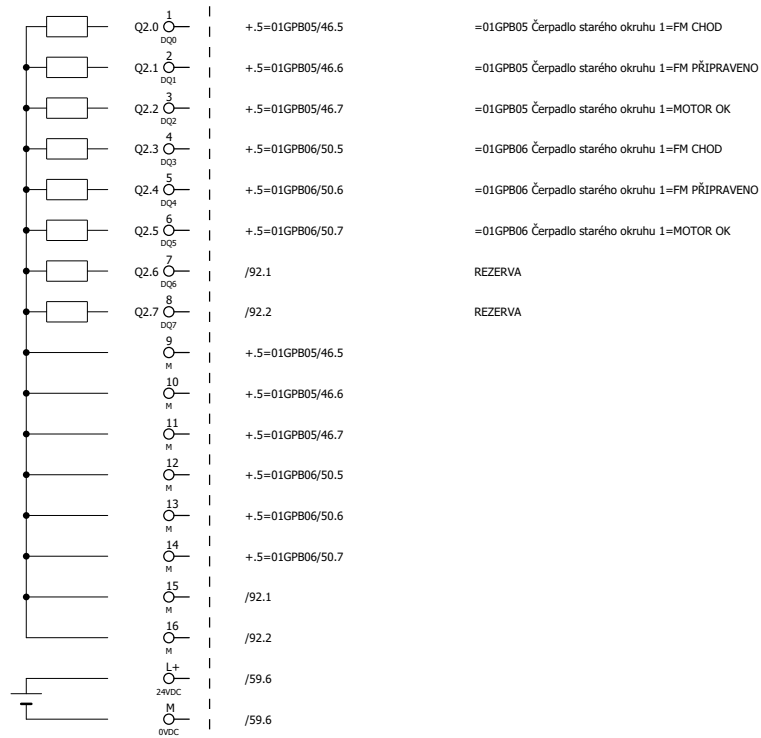 1
Q2.0 +.5=01GPB05/46.5 =01GPB05 Čerpadlo starého okruhu 1=FM CHOD
DQ0
2
Q2.1 +.5=01GPB05/46.6 =01GPB05 Čerpadlo starého okruhu 1=FM PŘIPRAVENO
DQ1
3
Q2.2 +.5=01GPB05/46.7 =01GPB05 Čerpadlo starého okruhu 1=MOTOR OK
DQ2
4
Q2.3 +.5=01GPB06/50.5 =01GPB06 Čerpadlo starého okruhu 1=FM CHOD
DQ3
5
Q2.4 +.5=01GPB06/50.6 =01GPB06 Čerpadlo starého okruhu 1=FM PŘIPRAVENO
DQ4
6
Q2.5 +.5=01GPB06/50.7 =01GPB06 Čerpadlo starého okruhu 1=MOTOR OK
DQ5
7
Q2.6 /92.1 REZERVA
DQ6
8
Q2.7 /92.2 REZERVA
DQ7
9
+.5=01GPB05/46.5
M
10
+.5=01GPB05/46.6
M
11
+.5=01GPB05/46.7
M
12
+.5=01GPB06/50.5
M
13
+.5=01GPB06/50.6
M
14
+.5=01GPB06/50.7
M
15
/92.1
M
16
/92.2
M
L+
/59.6
24VDC
M
/59.6
0VDC